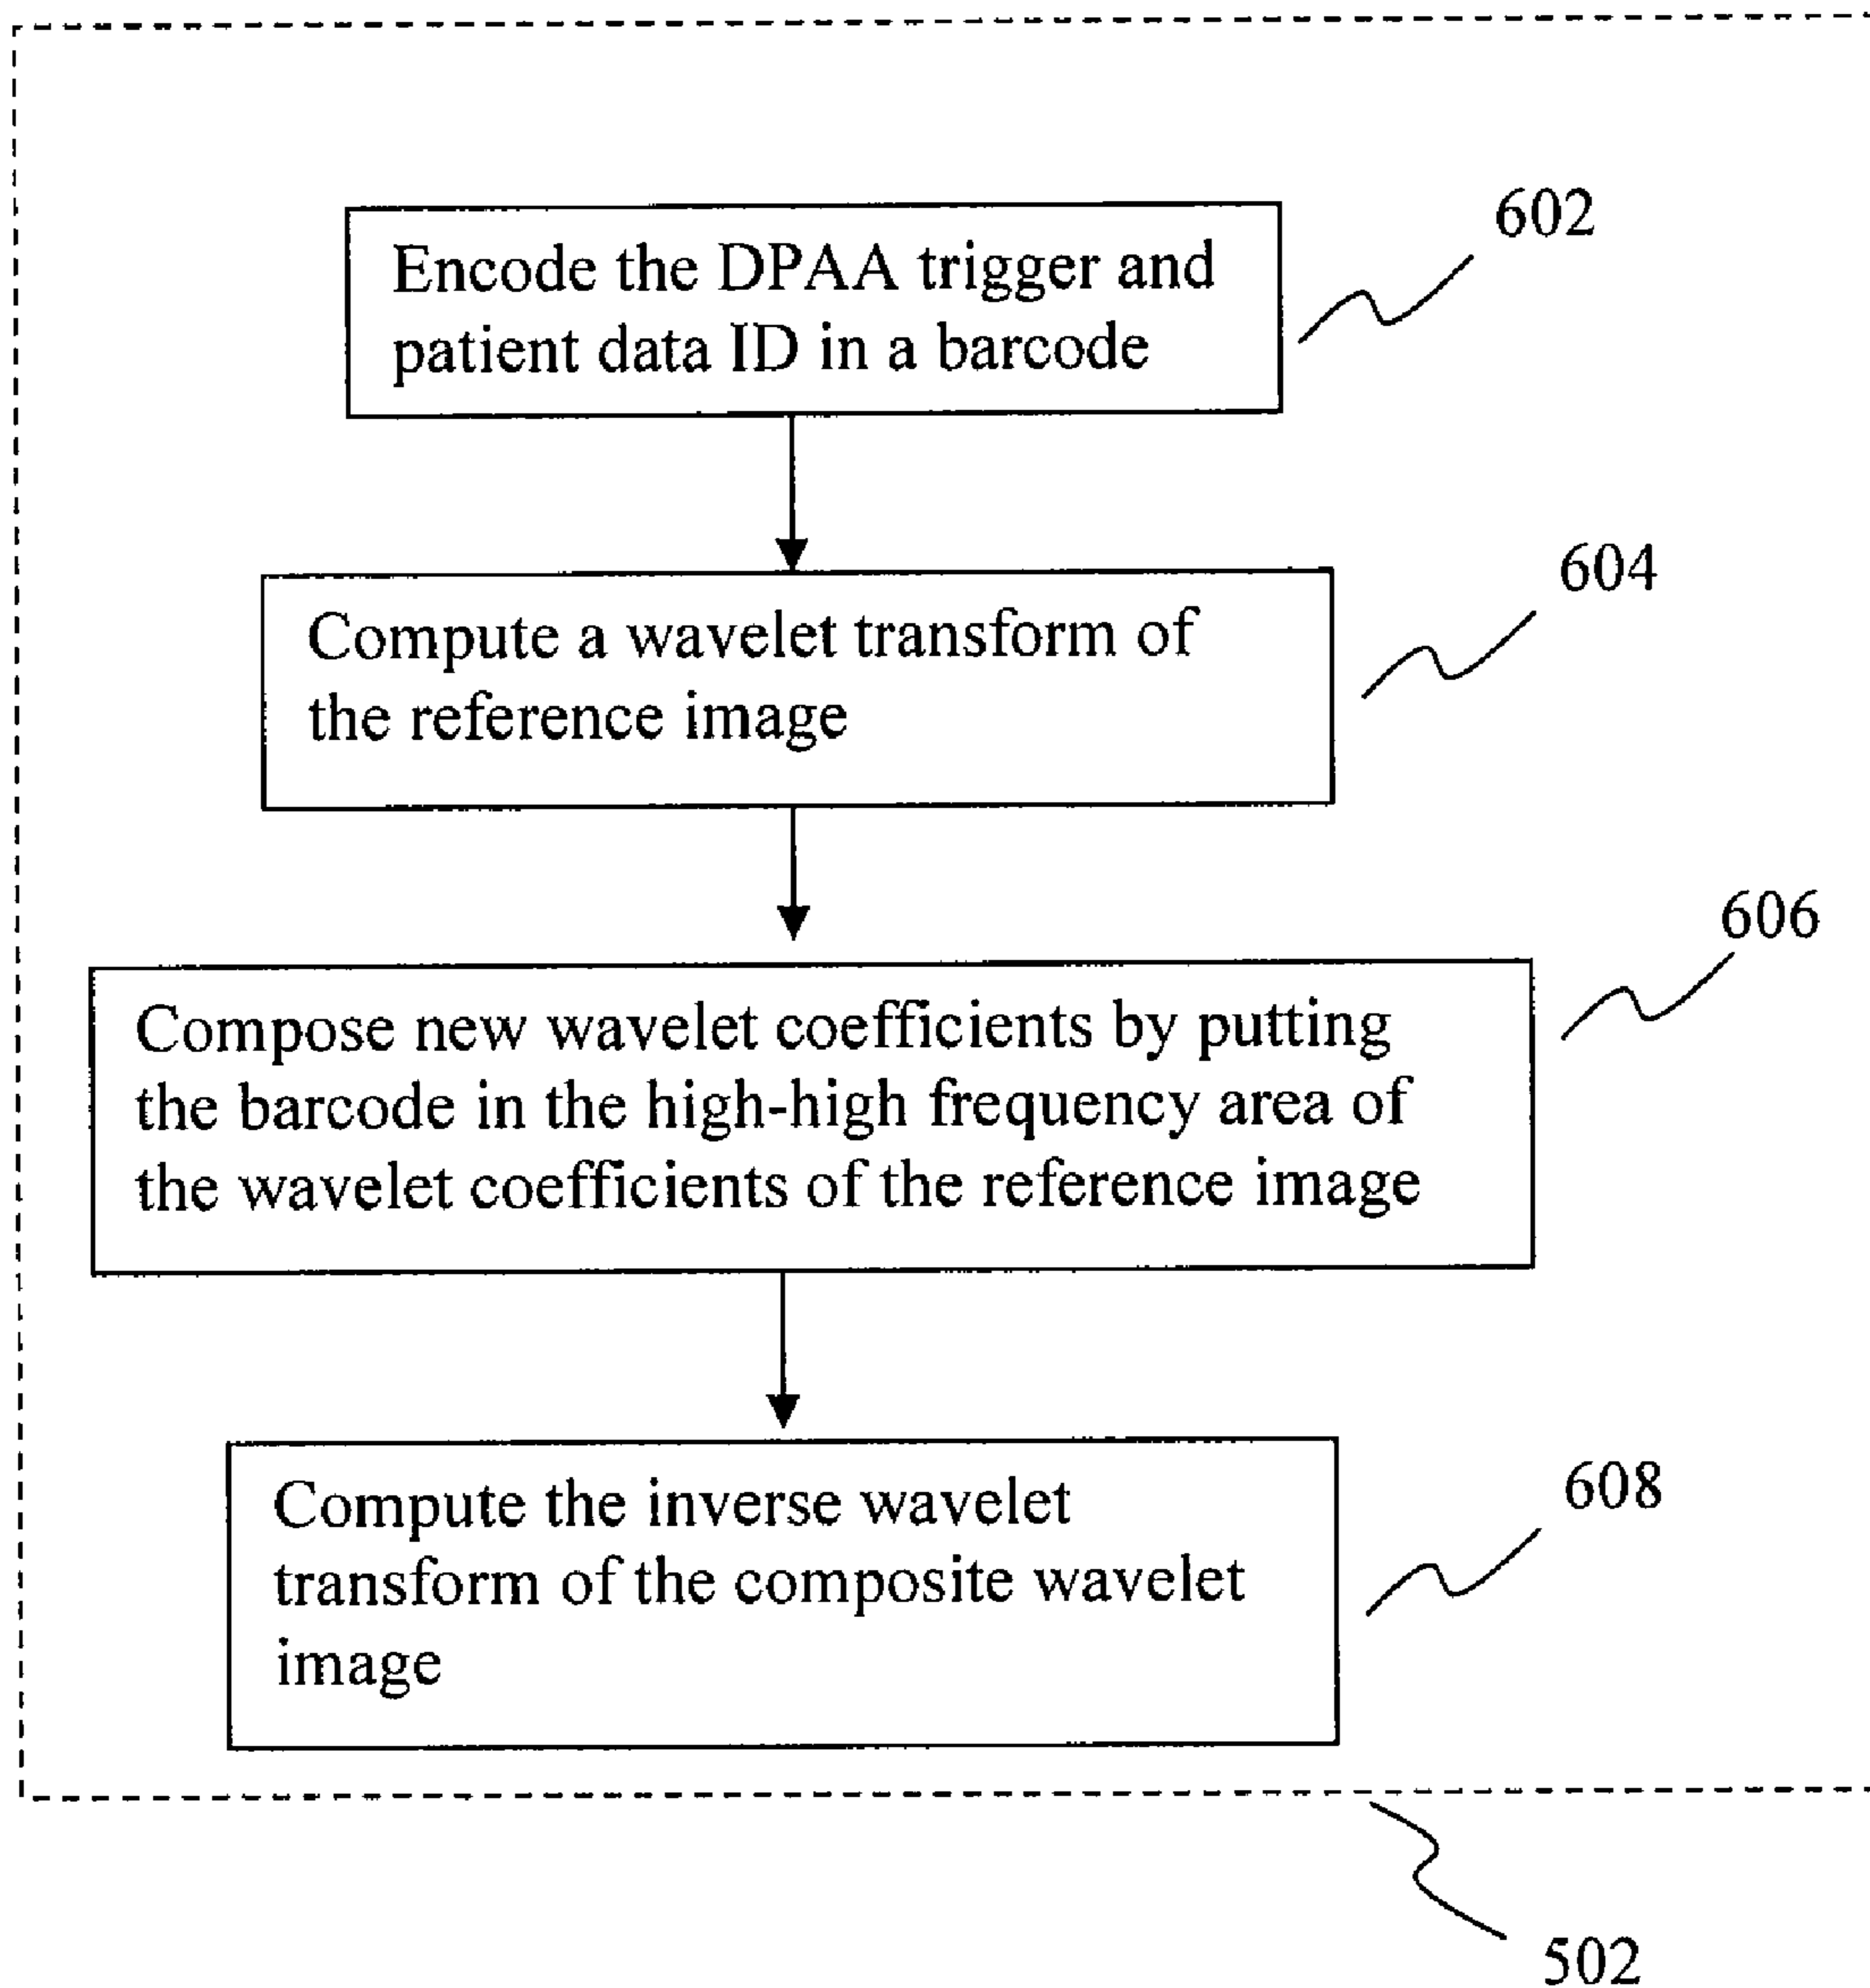 602
Encode the DPAA trigger and
patient data ID in a barcode
604
Compute a wavelet transform of
the reference image
606
Compose new wavelet coefficients by putting
the barcode in the high-high frequency area of
the wavelet coefficients of the reference image
608
Compute the inverse wavelet
transform of the composite wavelet
image
502